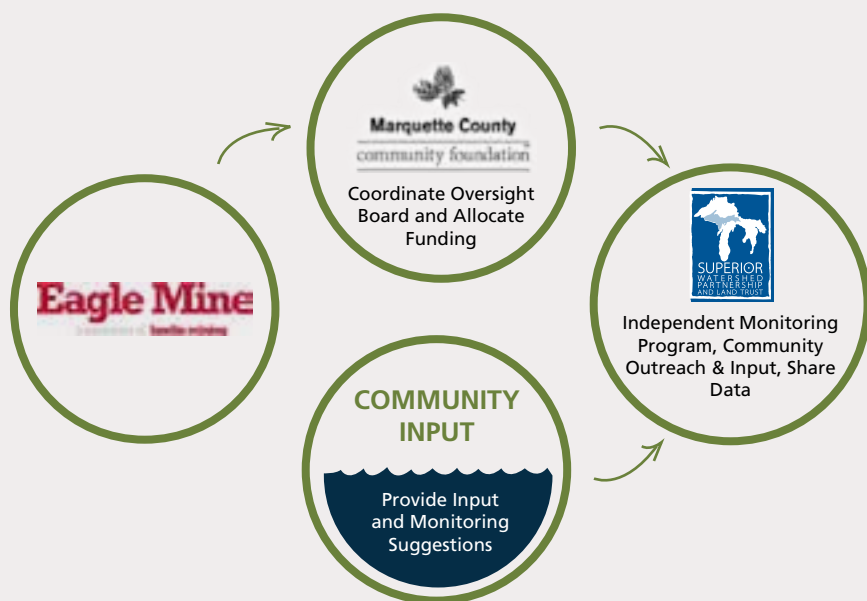 Marquette County
community foundation
Coordinate Oversight
Board and Allocate
Funding
Eagle Mine
SUPERIOR
WATERSHED
PARTNERSHIP
AND LAND TRUST
Independent Monitoring
Program, Community
Outreach & Input, Share
Data
COMMUNITY
INPUT
Provide Input
and Monitoring
Suggestions